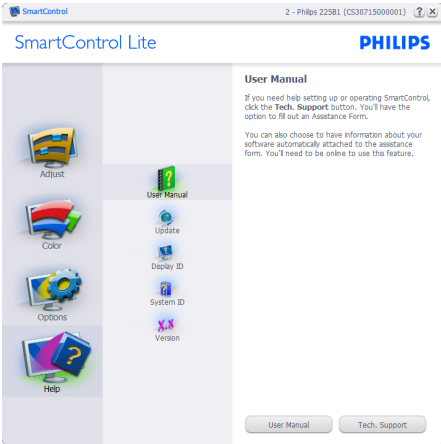 SmartControl
2 - Philips 225B1 (CS30715000001)
SmartControl Lite
PHILIPS
Adjust
Color
Options
Help
User Manual
Update
Display ID
System ID
X.X
Version
User Manual
If you need help setting up or operating SmartControl,
click the Tech. Support button. You'll have the
option to fill out an Assistance Form.
You can also choose to have information about your
software automatically attached to the assistance
form. You'll need to be online to use this feature.
User Manual
Tech. Support